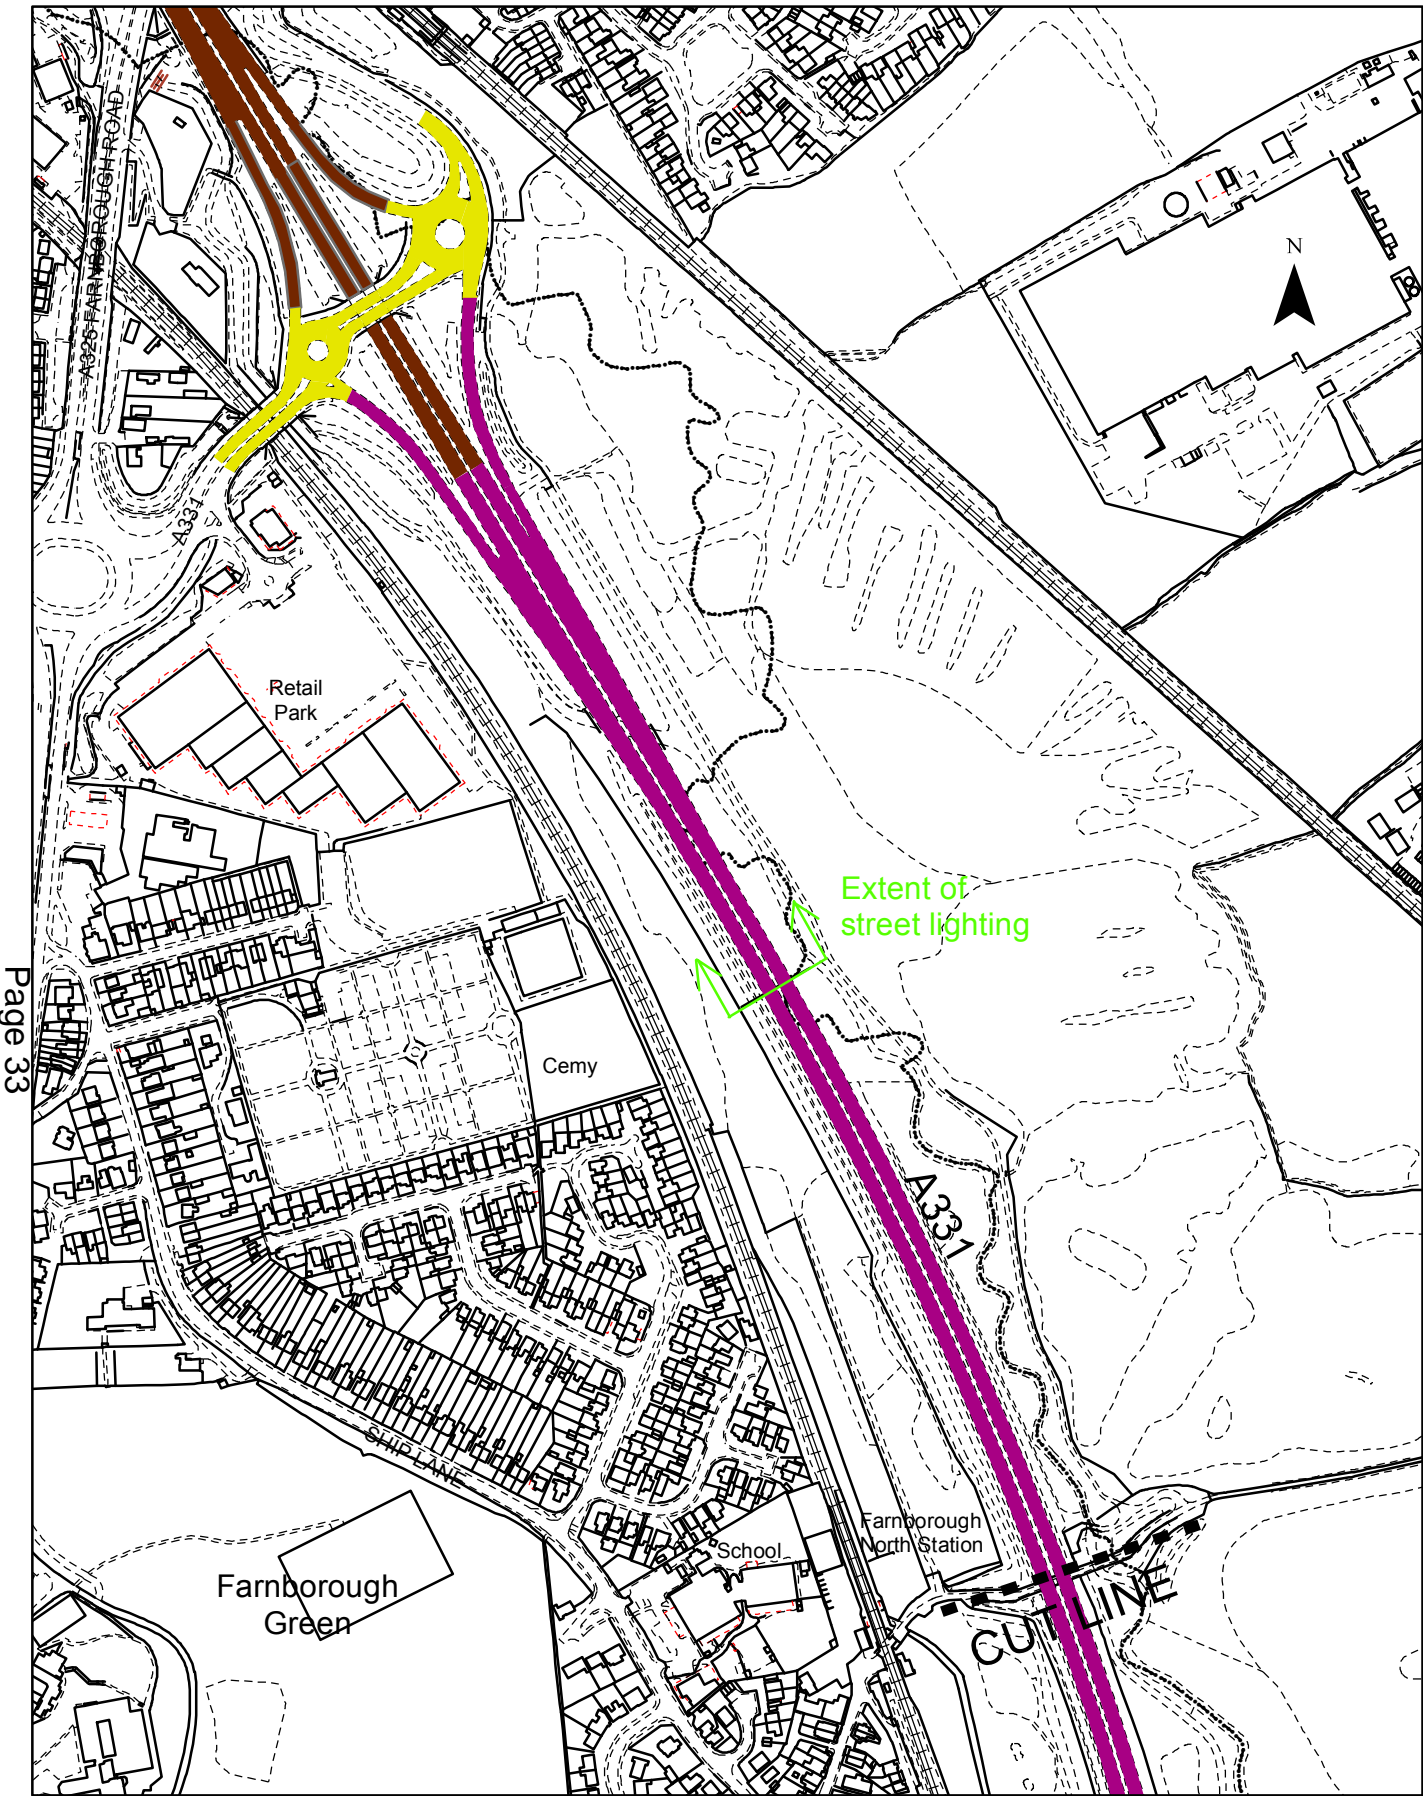 A325 FARNBOROUGH ROAD
N
A331
Retail
Park
Extent of
street lighting
Page 33
Cemy
A331
SHIP LANE
Farnborough
North Station
School
Farnborough
Green
CUT LINE